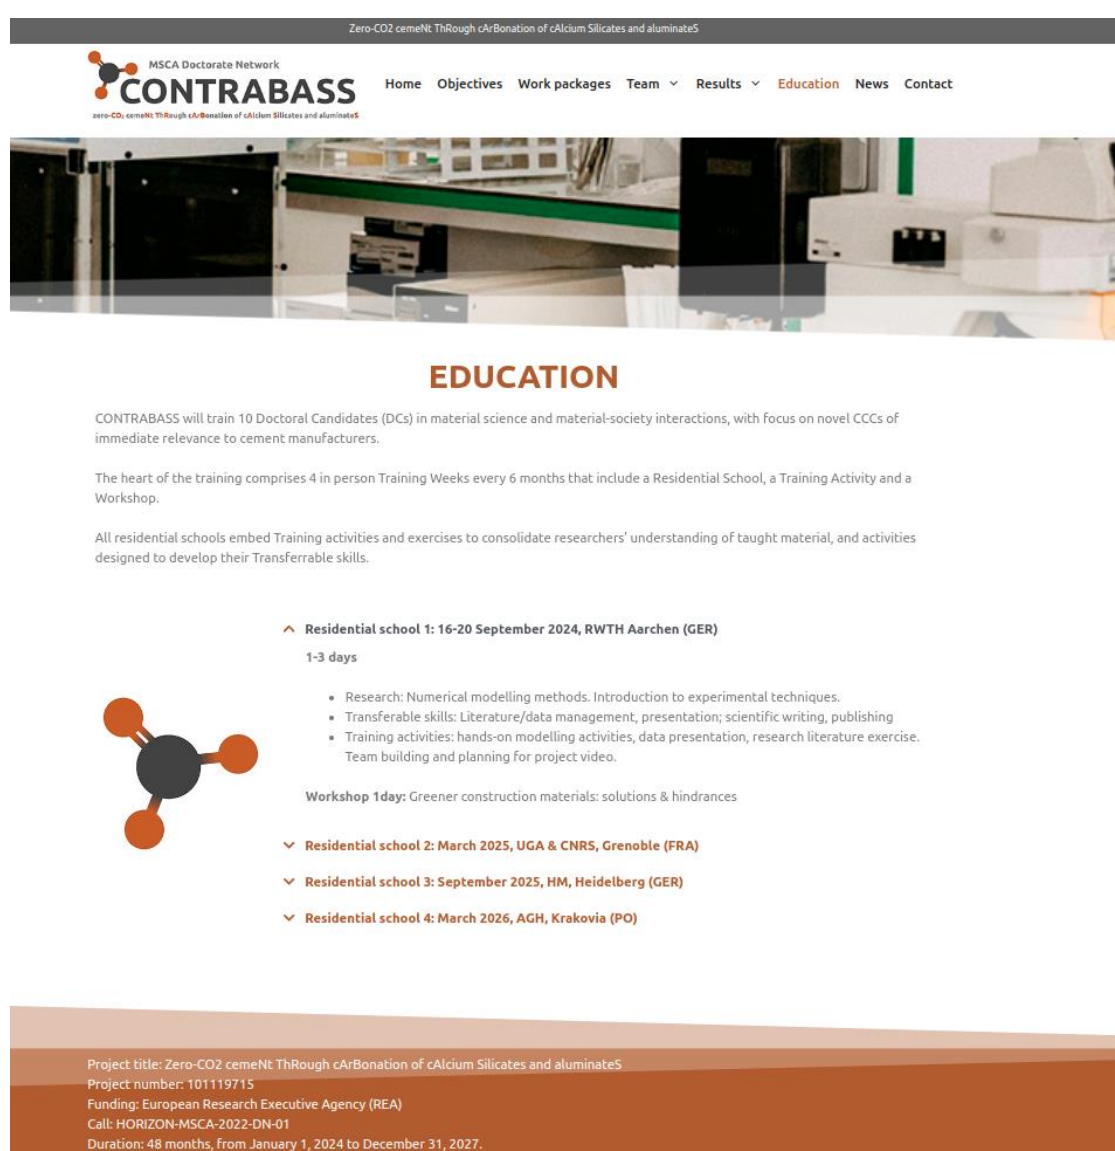 Zero-CO2 cemeNt ThRough cArBonation of cAlcium Silicates and aluminateS
MSCA Doctorate Network
CONTRABASS
zero-CO₂ cemeNt ThRough cArBonation of cAlcium Silicates and aluminateS
Home Objectives Work packages Team Results Education News Contact
EDUCATION
CONTRABASS will train 10 Doctoral Candidates (DCs) in material science and material-society interactions, with focus on novel CCCs of
immediate relevance to cement manufacturers.
The heart of the training comprises 4 in person Training Weeks every 6 months that include a Residential School, a Training Activity and a
Workshop.
All residential schools embed Training activities and exercises to consolidate researchers' understanding of taught material, and activities
designed to develop their Transferrable skills.
Residential school 1: 16-20 September 2024, RWTH Aarchen (GER)
1-3 days
• Research: Numerical modelling methods. Introduction to experimental techniques.
• Transferable skills: Literature/data management, presentation; scientific writing, publishing
• Training activities: hands-on modelling activities, data presentation, research literature exercise.
Team building and planning for project video.
Workshop 1day: Greener construction materials: solutions & hindrances
Residential school 2: March 2025, UGA & CNRS, Grenoble (FRA)
Residential school 3: September 2025, HM, Heidelberg (GER)
Residential school 4: March 2026, AGH, Krakovia (PO)
Project title: Zero-CO2 cemeNt ThRough cArBonation of cAlcium Silicates and aluminateS
Project number: 101119715
Funding: European Research Executive Agency (REA)
Call: HORIZON-MSCA-2022-DN-01
Duration: 48 months, from January 1, 2024 to December 31, 2027.